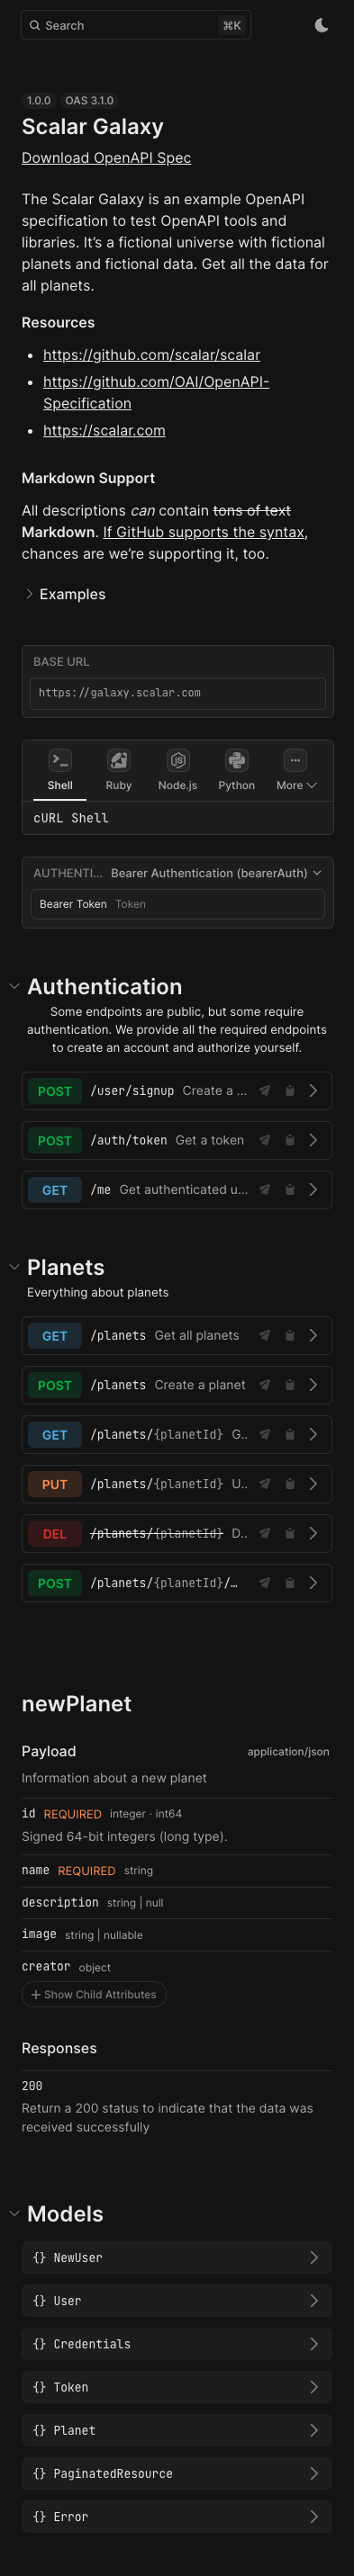 Search ⌘K
1.0.0 OAS 3.1.0
Scalar Galaxy
Download OpenAPI Spec
The Scalar Galaxy is an example OpenAPI
specification to test OpenAPI tools and
libraries. It’s a fictional universe with fictional
planets and fictional data. Get all the data for
all planets.
Resources
https://github.com/scalar/scalar
https://github.com/OAI/OpenAPI-
Specification
https://scalar.com
Markdown Support
All descriptions can contain tons of text
Markdown. If GitHub supports the syntax,
chances are we’re supporting it, too.
Examples
BASE URL
https://galaxy.scalar.com
Shell Ruby Node.js Python More
cURL Shell
AUTHENTI… Bearer Authentication (bearerAuth)
Bearer Token Token
Authentication
Some endpoints are public, but some require
authentication. We provide all the required endpoints
to create an account and authorize yourself.
POST /user/signup Create a …
POST /auth/token Get a token
GET /me Get authenticated u…
Planets
Everything about planets
GET /planets Get all planets
POST /planets Create a planet
GET /planets/{planetId} G…
PUT /planets/{planetId} U…
DEL /planets/{planetId} D…
POST /planets/{planetId}/…
newPlanet
Payload application/json
Information about a new planet
id REQUIRED integer · int64
Signed 64-bit integers (long type).
name REQUIRED string
description string | null
image string | nullable
creator object
Show Child Attributes
Responses
200
Return a 200 status to indicate that the data was
received successfully
Models
{} NewUser
{} User
{} Credentials
{} Token
{} Planet
{} PaginatedResource
{} Error